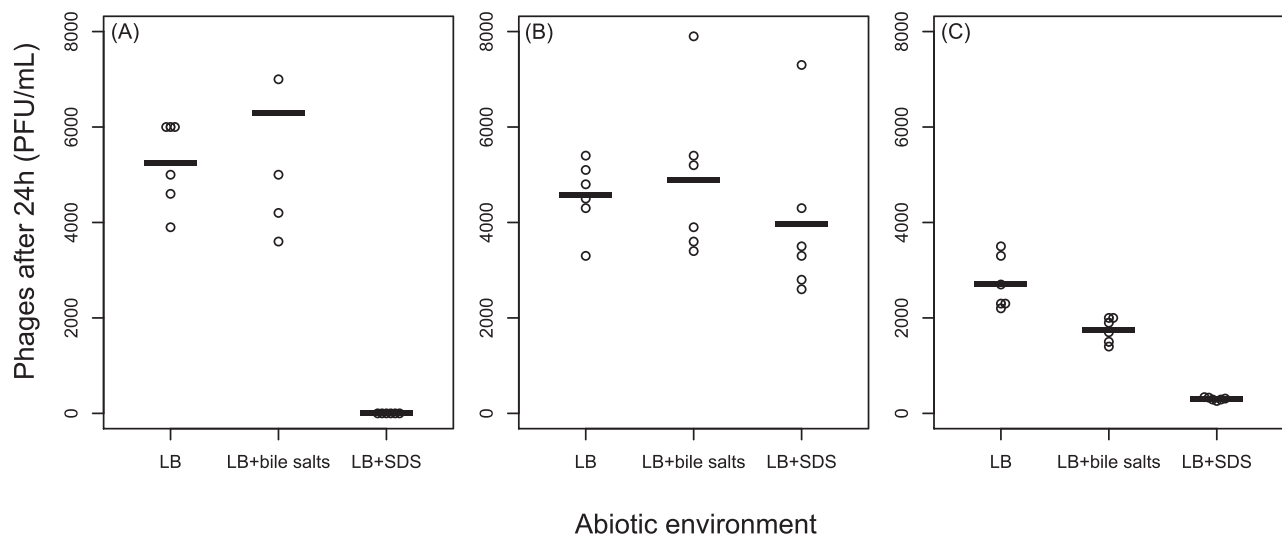 Phages after 24h (PFU/mL)
(A)
8000
6000
4000
2000
0
LB LB+bile salts LB+SDS
(B)
8000
6000
4000
2000
0
LB LB+bile salts LB+SDS
(C)
8000
6000
4000
2000
0
LB LB+bile salts LB+SDS
Abiotic environment